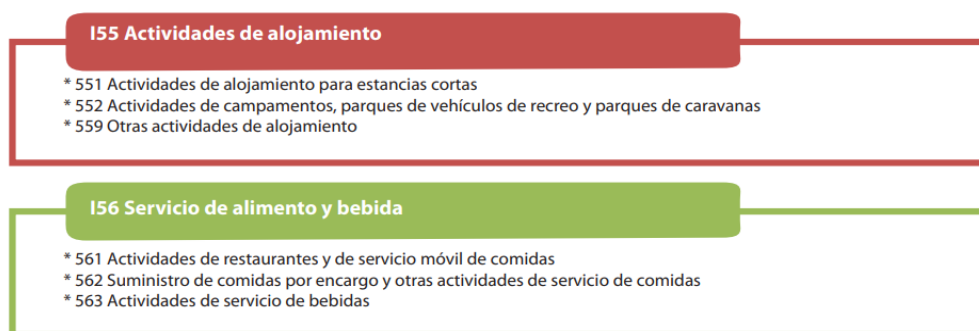 I55 Actividades de alojamiento
* 551 Actividades de alojamiento para estancias cortas
* 552 Actividades de campamentos, parques de vehículos de recreo y parques de caravanas
* 559 Otras actividades de alojamiento
I56 Servicio de alimento y bebida
* 561 Actividades de restaurantes y de servicio móvil de comidas
* 562 Suministro de comidas por encargo y otras actividades de servicio de comidas
* 563 Actividades de servicio de bebidas